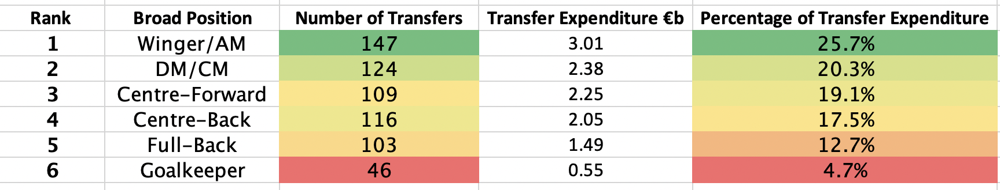 Rank Broad Position Number of Transfers Transfer Expenditure €b Percentage of Transfer Expenditure
1 Winger/AM 147 3.01 25.7%
2 DM/CM 124 2.38 20.3%
3 Centre-Forward 109 2.25 19.1%
4 Centre-Back 116 2.05 17.5%
5 Full-Back 103 1.49 12.7%
6 Goalkeeper 46 0.55 4.7%